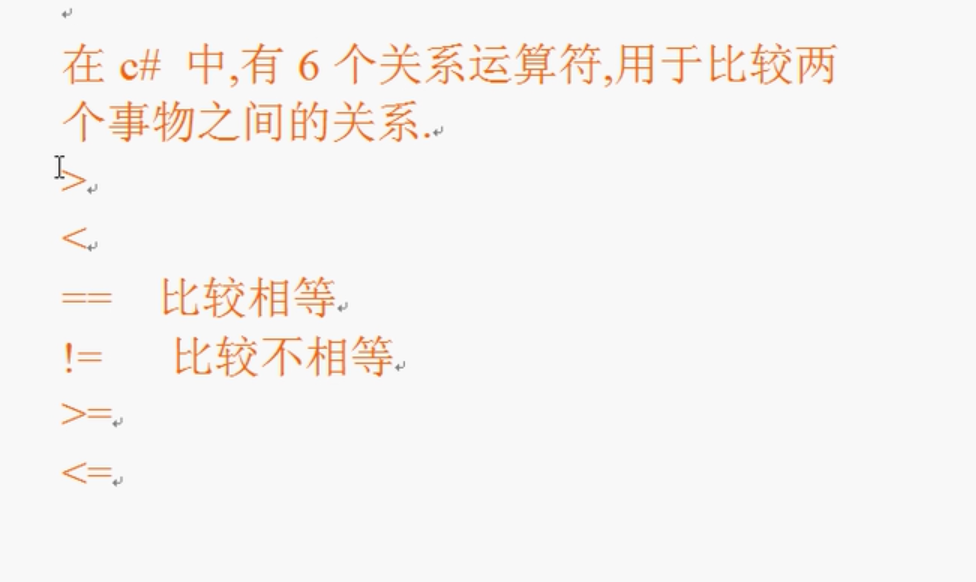 在 c# 中,有 6 个关系运算符,用于比较两
个事物之间的关系.
>
<
== 比较相等
!= 比较不相等
>=
<=